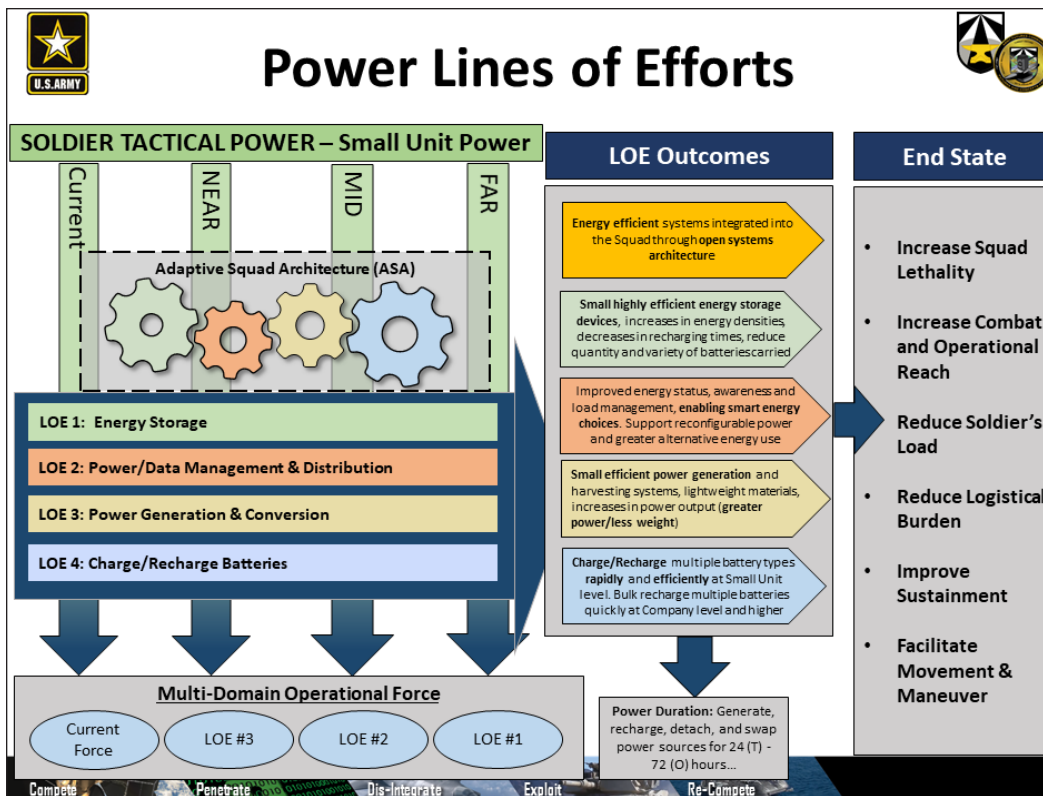 U.S.ARMY
Power Lines of Efforts
SOLDIER TACTICAL POWER – Small Unit Power
Current
NEAR
MID
FAR
Adaptive Squad Architecture (ASA)
LOE 1: Energy Storage
LOE 2: Power/Data Management & Distribution
LOE 3: Power Generation & Conversion
LOE 4: Charge/Recharge Batteries
Multi-Domain Operational Force
Current
Force
LOE #3
LOE #2
LOE #1
LOE Outcomes
Energy efficient systems integrated into
the Squad through open systems
architecture
Small highly efficient energy storage
devices, increases in energy densities,
decreases in recharging times, reduce
quantity and variety of batteries carried
Improved energy status, awareness and
load management, enabling smart energy
choices. Support reconfigurable power
and greater alternative energy use
Small efficient power generation and
harvesting systems, lightweight materials,
increases in power output (greater
power/less weight)
Charge/Recharge multiple battery types
rapidly and efficiently at Small Unit
level. Bulk recharge multiple batteries
quickly at Company level and higher
Power Duration: Generate,
recharge, detach, and swap
power sources for 24 (T) -
72 (O) hours...
End State
• Increase Squad
Lethality
• Increase Combat
and Operational
Reach
• Reduce Soldier's
Load
• Reduce Logistical
Burden
• Improve
Sustainment
• Facilitate
Movement &
Maneuver
Compete
Penetrate
Dis-Integrate
Exploit
Re-Compete